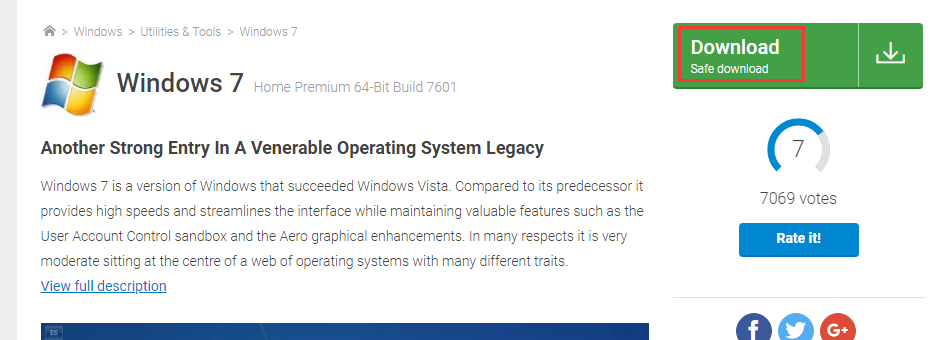 > Windows > Utilities & Tools > Windows 7
Windows 7 Home Premium 64-Bit Build 7601
Another Strong Entry In A Venerable Operating System Legacy
Windows 7 is a version of Windows that succeeded Windows Vista. Compared to its predecessor it
provides high speeds and streamlines the interface while maintaining valuable features such as the
User Account Control sandbox and the Aero graphical enhancements. In many respects it is very
moderate sitting at the centre of a web of operating systems with many different traits.
View full description
ES
Download
Safe download
7
7069 votes
Rate it!
f
G+